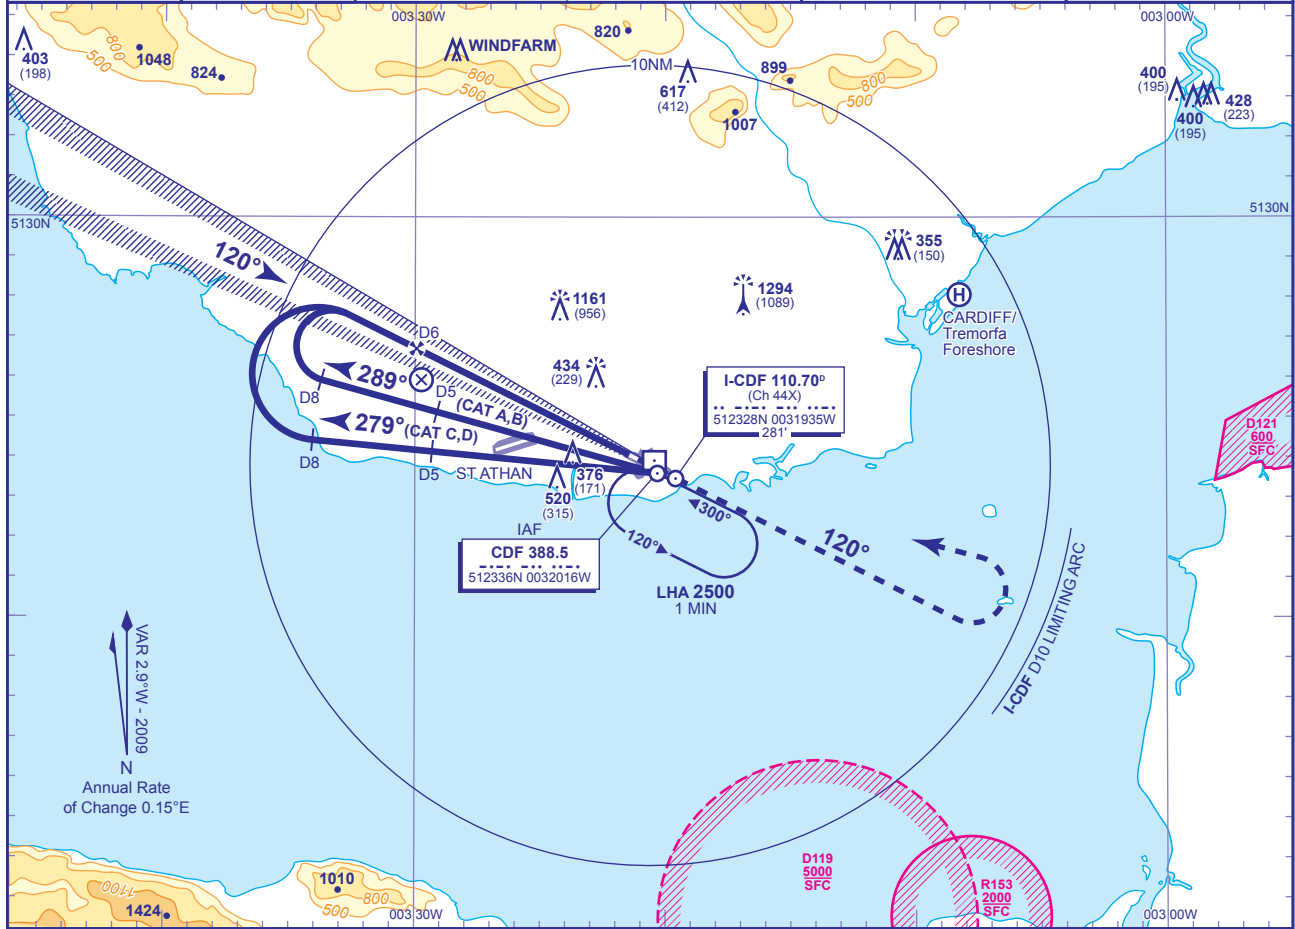 003 30W
003 00W
403
(198)
800
500
1048
824
WINDFARM
800
500
820
10NM
617
(412)
899
800
500
1007
400
(195)
400
(195)
428
(223)
5130N
5130N
120°
355
(150)
H
CARDIFF/
Tremorfa
Foreshore
1161
(956)
1294
(1089)
D6
434
(229)
289°
D8
D5
(CAT A,B)
279°
(CAT C,D)
D8
D5
ST ATHAN
I-CDF 110.70D
(Ch 44X)
·· –·–· –·· ··–·
512328N 0031935W
281'
D121
600
SFC
376
(171)
520
(315)
IAF
CDF 388.5
–·–· –·· ··–·
512336N 0032016W
300°
120°
LHA 2500
1 MIN
120°
I-CDF D10 LIMITING ARC
VAR 2.9°W - 2009
N
Annual Rate
of Change 0.15°E
D119
5000
SFC
R153
2000
SFC
1100
1424
1010
800
500
003 30W
003 00W